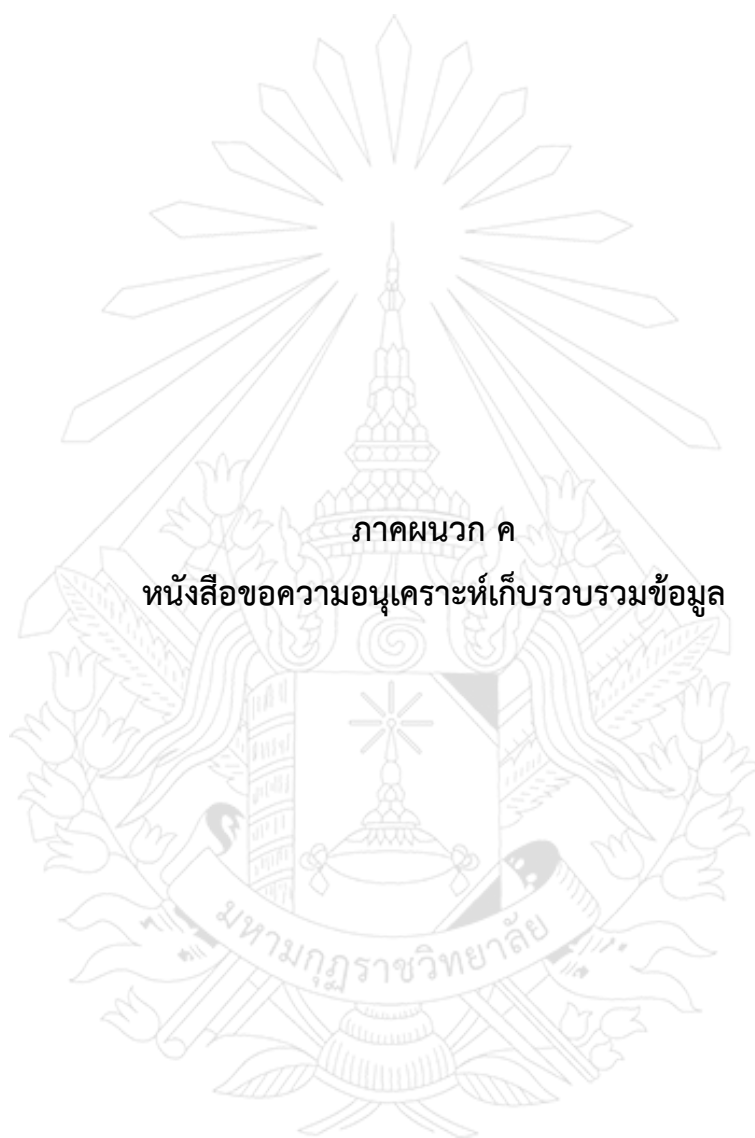 ภาคผนวก ค
หนังสือขอความอนุเคราะห์เก็บรวบรวมข้อมูล
มหามกุฏราชวิทยาลัย